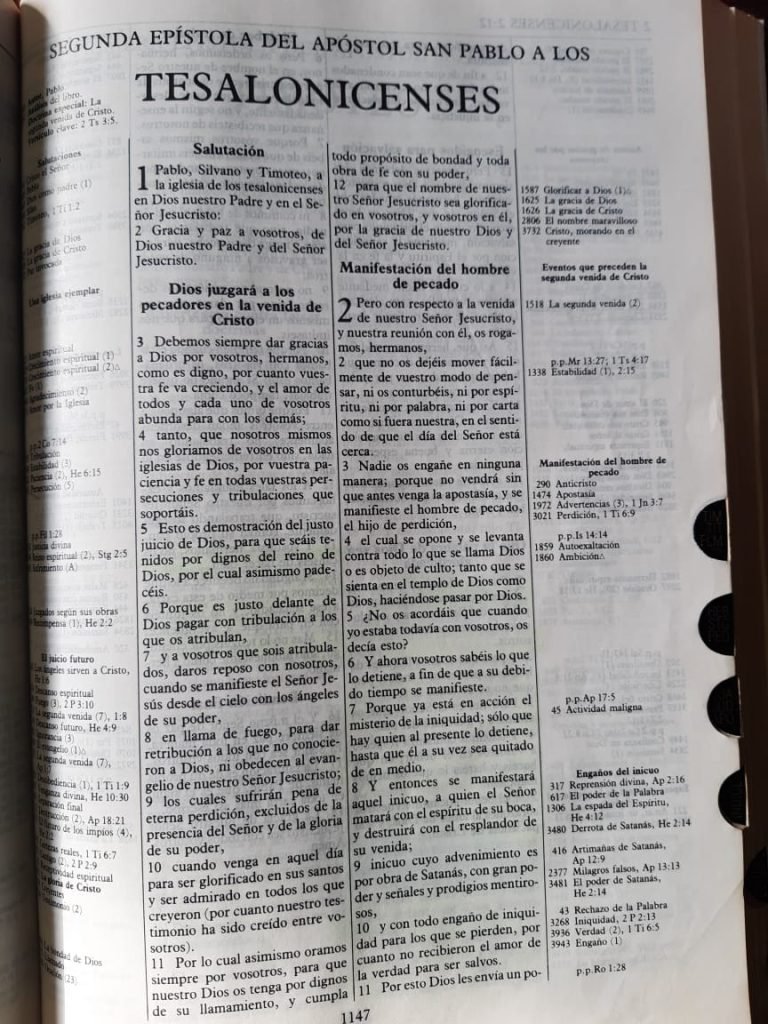 SEGUNDA EPÍSTOLA DEL APÓSTOL SAN PABLO A LOS
TESALONICENSES
Salutación
1 Pablo, Silvano y Timoteo, a
la iglesia de los tesalonicenses
en Dios nuestro Padre y en el Se-
ñor Jesucristo:
2 Gracia y paz a vosotros, de
Dios nuestro Padre y del Señor
Jesucristo.
Dios juzgará a los
pecadores en la venida de
Cristo
3 Debemos siempre dar gracias
a Dios por vosotros, hermanos,
como es digno, por cuanto vues-
tra fe va creciendo, y el amor de
todos y cada uno de vosotros
abunda para con los demás;
4 tanto, que nosotros mismos
nos gloriamos de vosotros en las
iglesias de Dios, por vuestra pa-
ciencia y fe en todas vuestras per-
secuciones y tribulaciones que
soportáis.
5 Esto es demostración del justo
juicio de Dios, para que seáis te-
nidos por dignos del reino de
Dios, por el cual asimismo pade-
céis.
6 Porque es justo delante de
Dios pagar con tribulación a los
que os atribulan,
7 y a vosotros que sois atribula-
dos, daros reposo con nosotros,
cuando se manifieste el Señor Je-
sús desde el cielo con los ángeles
de su poder,
8 en llama de fuego, para dar
retribución a los que no conocie-
ron a Dios, ni obedecen al evan-
gelio de nuestro Señor Jesucristo;
9 los cuales sufrirán pena de
eterna perdición, excluidos de la
presencia del Señor y de la gloria
de su poder,
10 cuando venga en aquel día
para ser glorificado en sus santos
y ser admirado en todos los que
creyeron (por cuanto nuestro tes-
timonio ha sido creído entre vo-
sotros).
11 Por lo cual asimismo oramos
siempre por vosotros, para que
nuestro Dios os tenga por dignos
de su llamamiento, y cumpla
todo propósito de bondad y toda
obra de fe con su poder,
12 para que el nombre de nues-
tro Señor Jesucristo sea glorifica-
do en vosotros, y vosotros en él,
por la gracia de nuestro Dios y
del Señor Jesucristo.
Manifestación del hombre
de pecado
2 Pero con respecto a la venida
de nuestro Señor Jesucristo,
y nuestra reunión con él, os roga-
mos, hermanos,
2 que no os dejéis mover fácil-
mente de vuestro modo de pen-
sar, ni os conturbéis, ni por espí-
ritu, ni por palabra, ni por carta
como si fuera nuestra, en el senti-
do de que el día del Señor está
cerca.
3 Nadie os engañe en ninguna
manera; porque no vendrá sin
que antes venga la apostasía, y se
manifieste el hombre de pecado,
el hijo de perdición,
4 el cual se opone y se levanta
contra todo lo que se llama Dios
o es objeto de culto; tanto que se
sienta en el templo de Dios como
Dios, haciéndose pasar por Dios.
5 ¿No os acordáis que cuando
yo estaba todavía con vosotros, os
decía esto?
6 Y ahora vosotros sabéis lo que
lo detiene, a fin de que a su debi-
do tiempo se manifieste.
7 Porque ya está en acción el
misterio de la iniquidad; sólo que
hay quien al presente lo detiene,
hasta que él a su vez sea quitado
de en medio.
8 Y entonces se manifestará
aquel inicuo, a quien el Señor
matará con el espíritu de su boca,
y destruirá con el resplandor de
su venida;
9 inicuo cuyo advenimiento es
por obra de Satanás, con gran po-
der y señales y prodigios mentiro-
sos,
10 y con todo engaño de iniqui-
dad para los que se pierden, por
cuanto no recibieron el amor de
la verdad para ser salvos.
11 Por esto Dios les envía un po-
1587 Glorificar a Dios (1)▵
1625 La gracia de Dios
1626 La gracia de Cristo
2806 El nombre maravilloso
3732 Cristo, morando en el
creyente
Eventos que preceden la
segunda venida de Cristo
1518 La segunda venida (2)
p.p.Mr 13:27; 1 Ts 4:17
1338 Estabilidad (1), 2:15
Manifestación del hombre de
pecado
290 Anticristo
1474 Apostasía
1972 Advertencias (3), 1 Jn 3:7
3021 Perdición, 1 Ti 6:9
p.p.Is 14:14
1859 Autoexaltación
1860 Ambición▵
p.p.Ap 17:5
45 Actividad maligna
Engaños del inicuo
317 Reprensión divina, Ap 2:16
617 El poder de la Palabra
1306 La espada del Espíritu,
He 4:12
3480 Derrota de Satanás, He 2:14
416 Artimañas de Satanás,
Ap 12:9
2377 Milagros falsos, Ap 13:13
3481 El poder de Satanás,
He 2:14
43 Rechazo de la Palabra
3268 Iniquidad, 2 P 2:13
3936 Verdad (2), 1 Ti 6:5
3943 Engaño (1)
p.p.Ro 1:28
1147